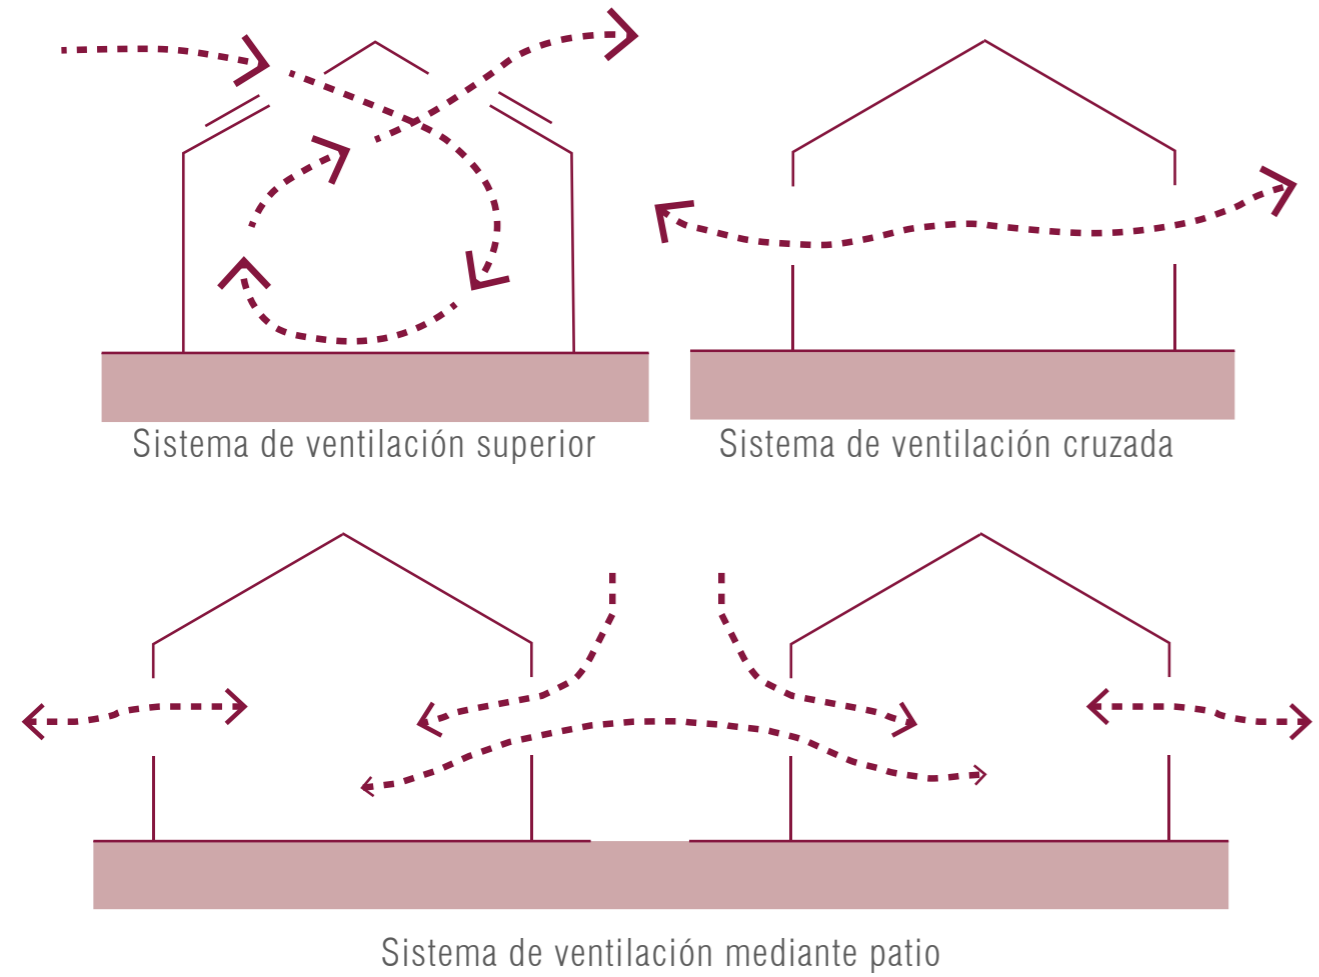 Sistema de ventilación superior
Sistema de ventilación cruzada
Sistema de ventilación mediante patio